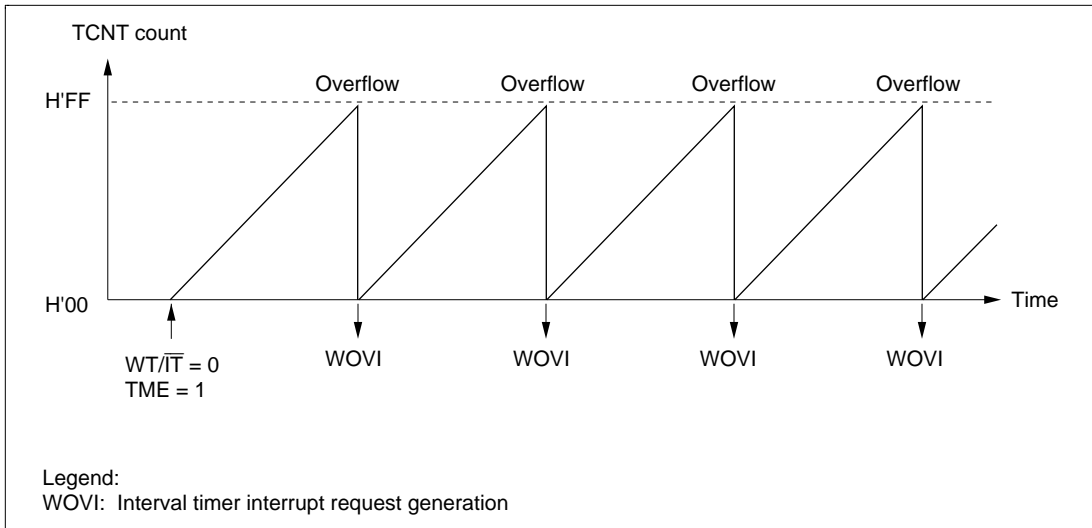 TCNT count
Overflow Overflow Overflow Overflow
H'FF
H'00
Time
WT/I̅T̅ = 0
TME = 1
WOVI WOVI WOVI WOVI
Legend:
WOVI: Interval timer interrupt request generation